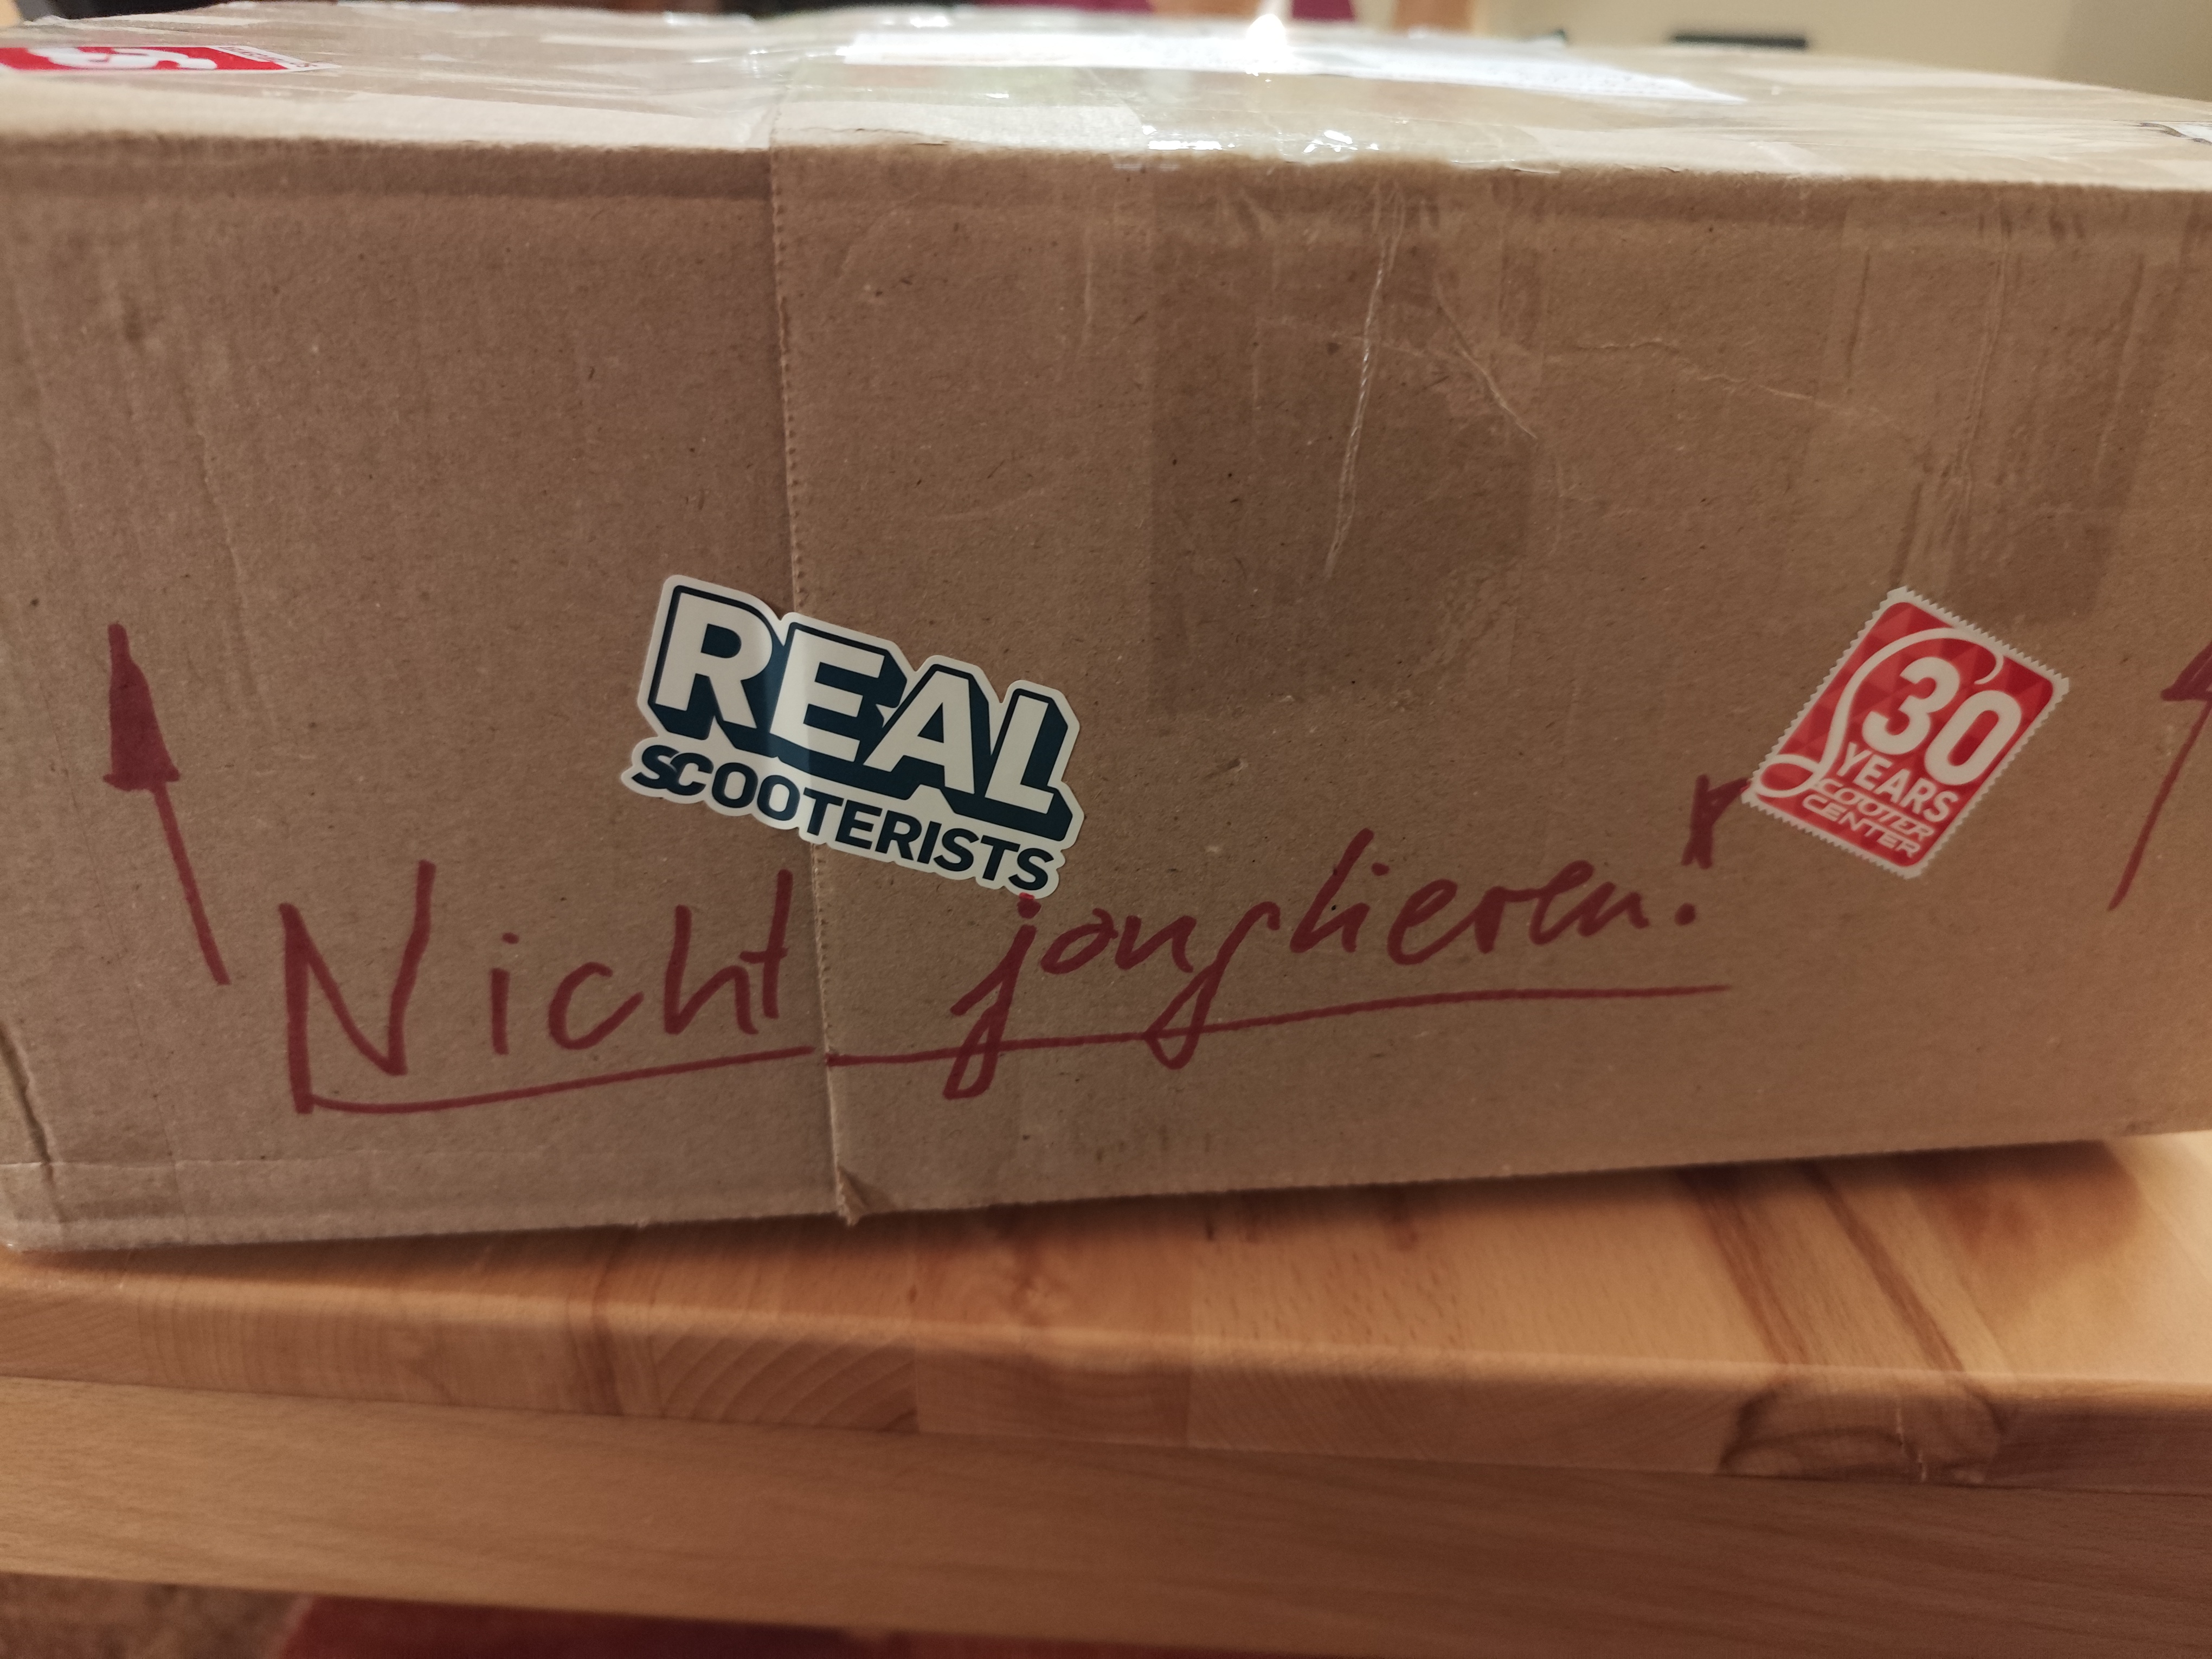 REAL
SCOOTERISTS
30
YEARS
SCOOTER
CENTER
Nicht jonglieren!